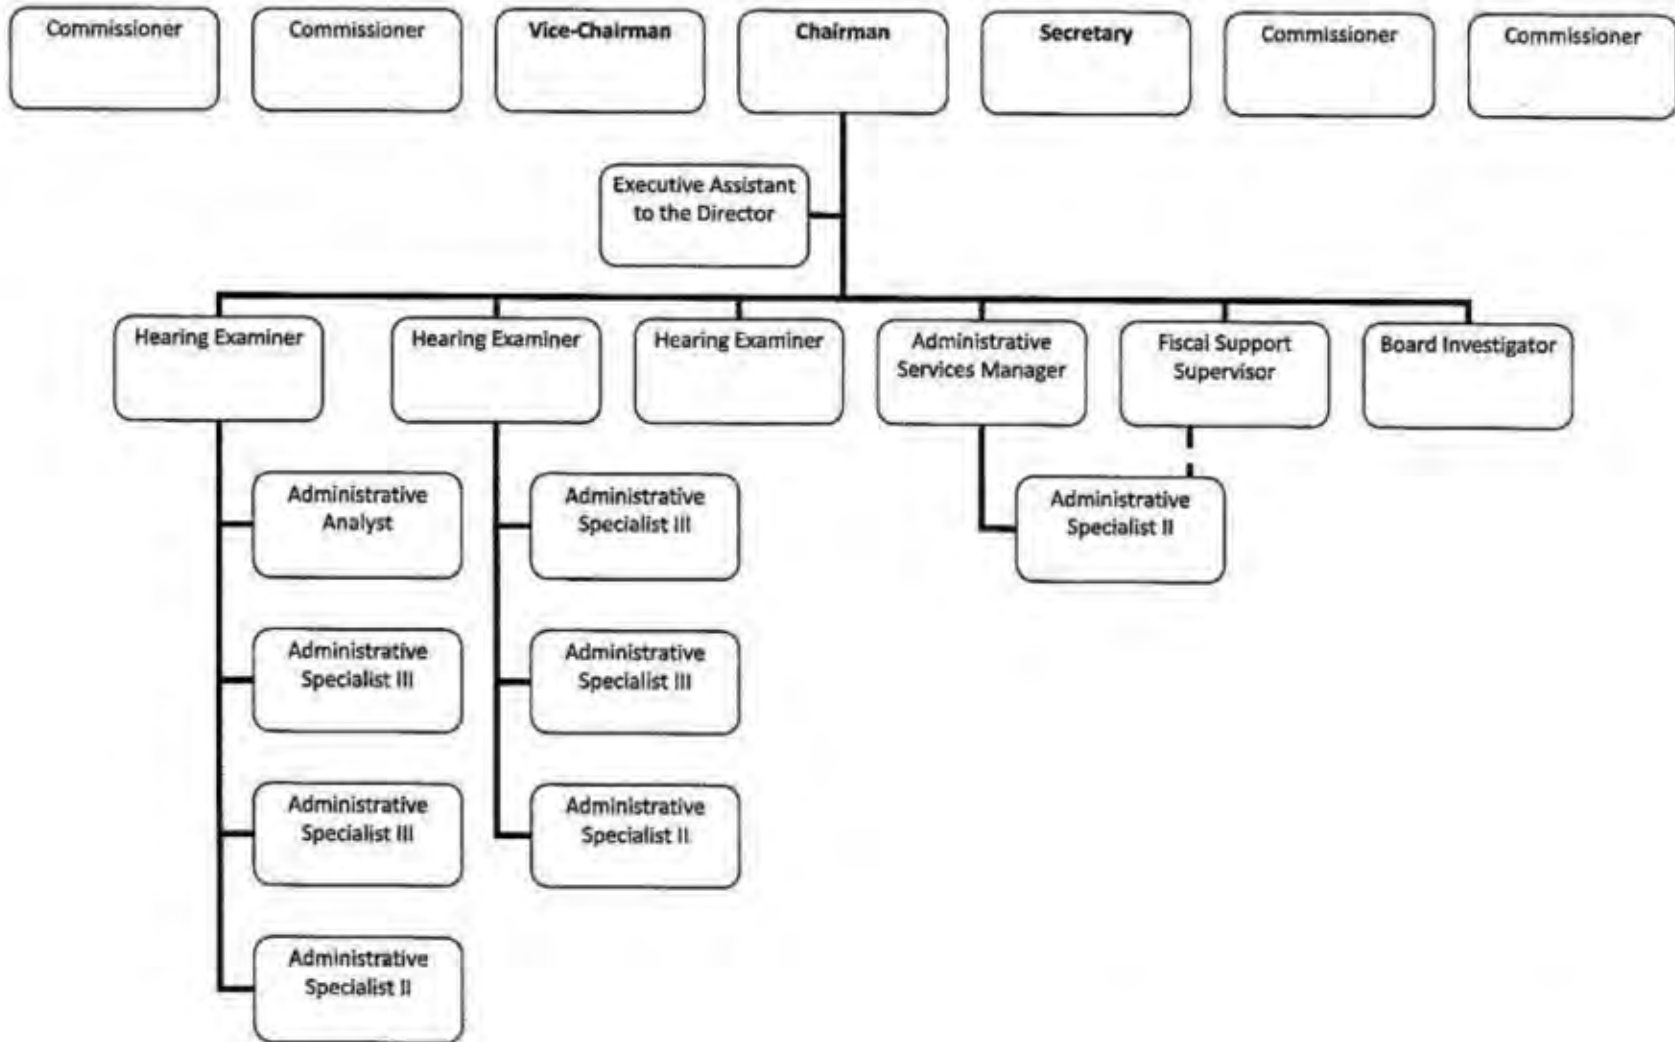 Commissioner
Commissioner
Vice-Chairman
Chairman
Secretary
Commissioner
Commissioner
Executive Assistant
to the Director
Hearing Examiner
Hearing Examiner
Hearing Examiner
Administrative
Services Manager
Fiscal Support
Supervisor
Board Investigator
Administrative
Analyst
Administrative
Specialist III
Administrative
Specialist II
Administrative
Specialist III
Administrative
Specialist III
Administrative
Specialist III
Administrative
Specialist II
Administrative
Specialist II